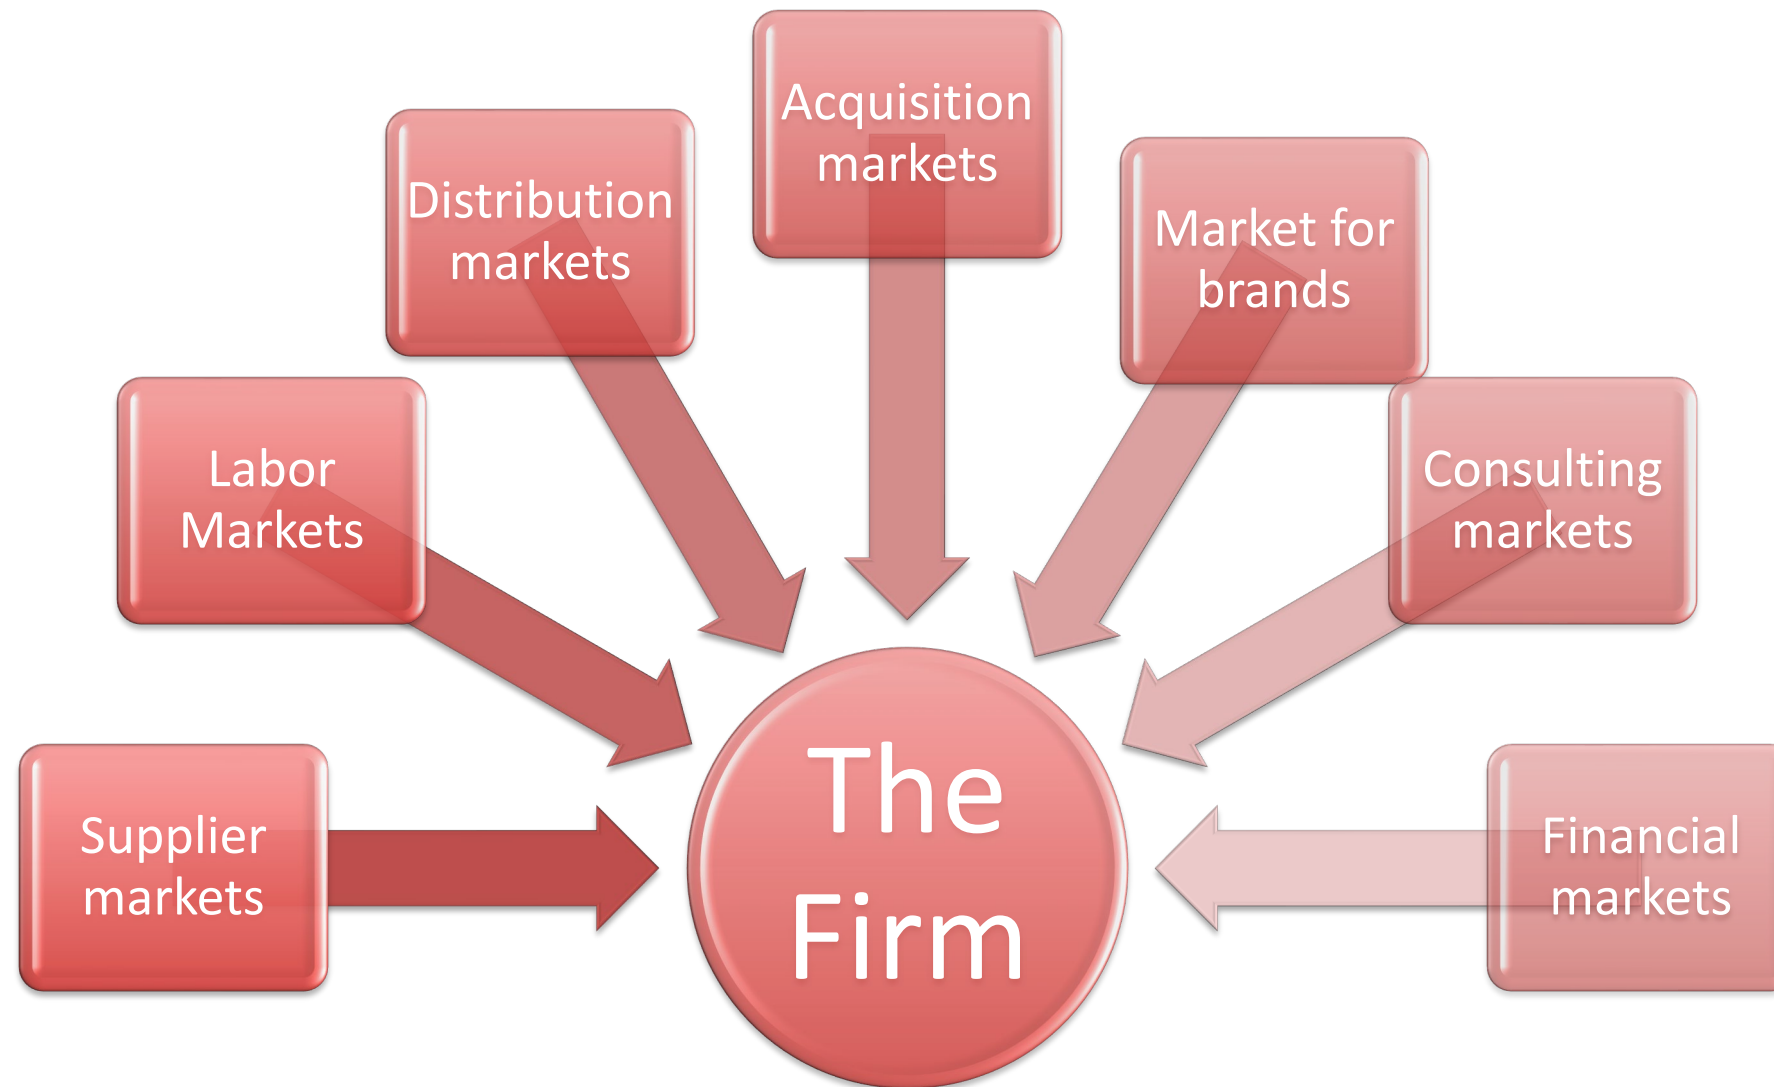 Supplier
markets
Labor
Markets
Distribution
markets
Acquisition
markets
Market for
brands
Consulting
markets
Financial
markets
The
Firm